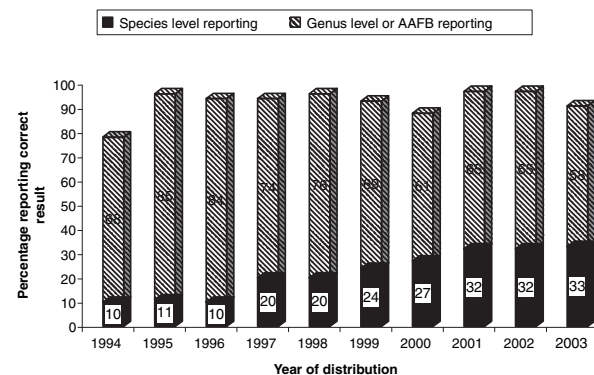 Species level reporting Genus level or AAFB reporting
Percentage reporting correct
result
100
90
80
70
60
50
40
30
20
10
0
68 85 84 74 76 69 61 65 65 58
10 11 10 20 20 24 27 32 32 33
1994 1995 1996 1997 1998 1999 2000 2001 2002 2003
Year of distribution